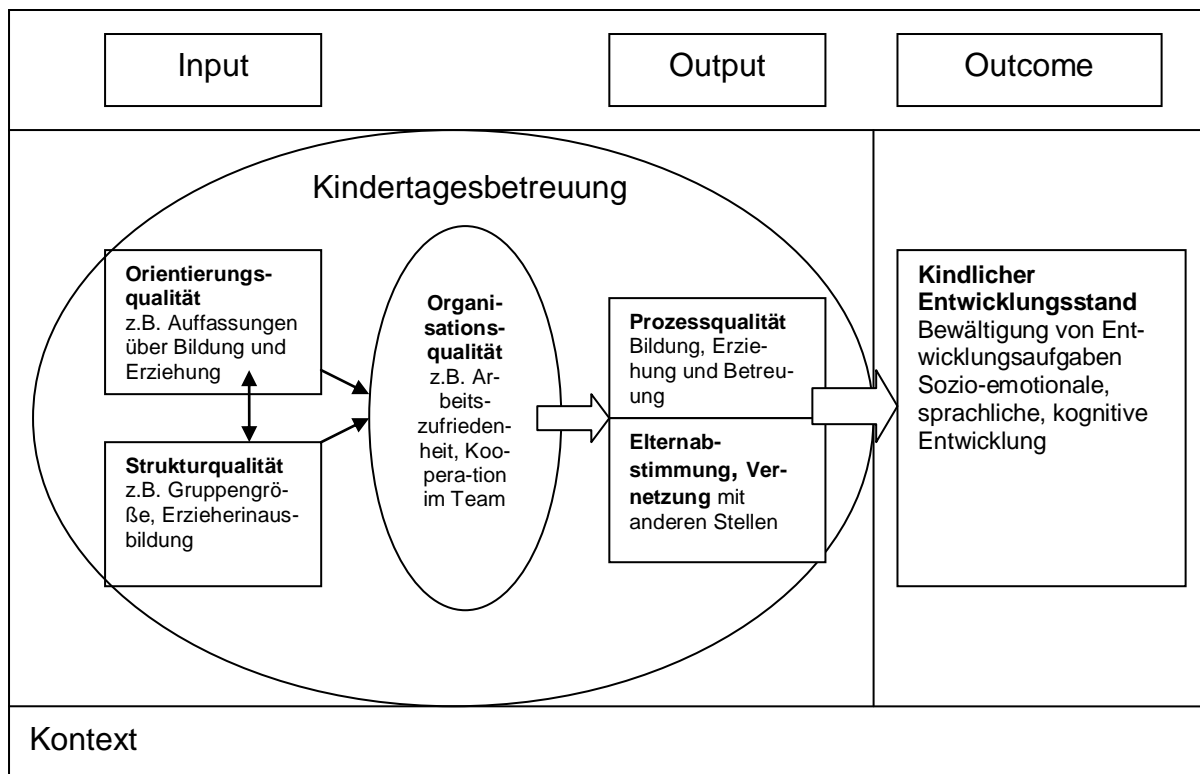 Input
Output
Outcome
Kindertagesbetreuung
Orientierungs-
qualität
z.B. Auffassungen
über Bildung und
Erziehung
Strukturqualität
z.B. Gruppengrö-
ße, Erzieherinaus-
bildung
Organi-
sations-
qualität
z.B. Ar-
beits-
zufrieden-
heit, Koo-
pera-tion
im Team
Prozessqualität
Bildung, Erzie-
hung und Betreu-
ung
Elternab-
stimmung, Ver-
netzung mit
anderen Stellen
Kindlicher
Entwicklungsstand
Bewältigung von Ent-
wicklungsaufgaben
Sozio-emotionale,
sprachliche, kognitive
Entwicklung
Kontext